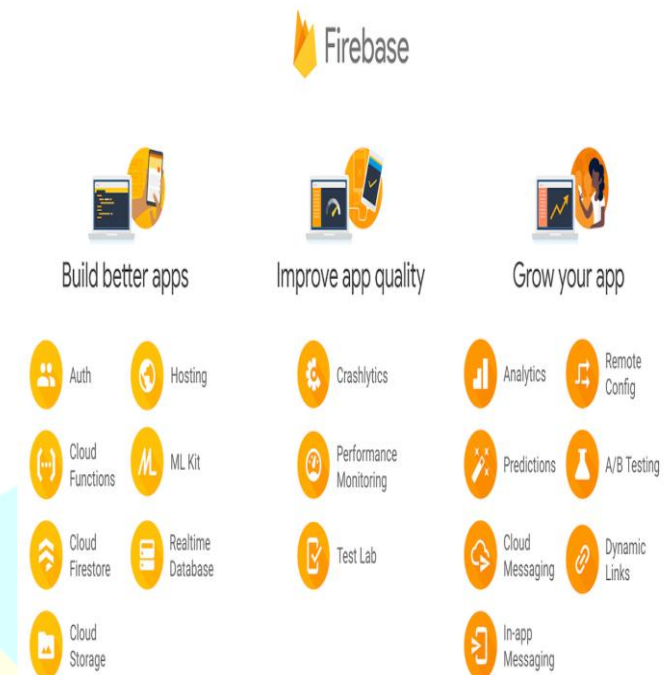 Firebase
Build better apps
Improve app quality
Grow your app
Auth
Hosting
Cloud
Functions
ML Kit
Cloud
Firestore
Realtime
Database
Cloud
Storage
Crashlytics
Performance
Monitoring
Test Lab
Analytics
Remote
Config
Predictions
A/B Testing
Cloud
Messaging
Dynamic
Links
In-app
Messaging